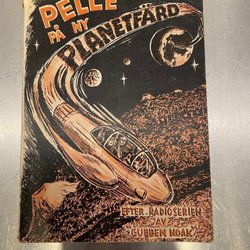 PELLE
PÅ NY
PLANETFÄRD
EFTER RADIOSERIEN
AV
GUBBEN NOAK